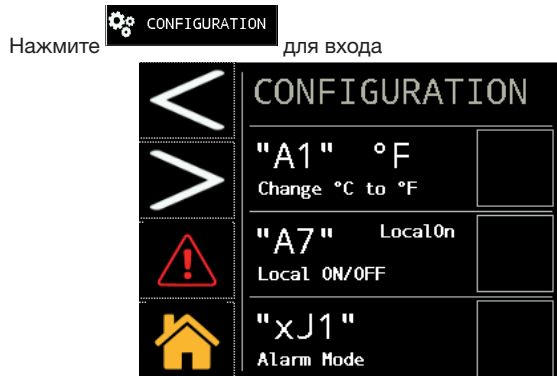 Нажмите CONFIGURATION для входа
CONFIGURATION
"A1" °F
Change °C to °F
"A7" LocalOn
Local ON/OFF
"xJ1"
Alarm Mode